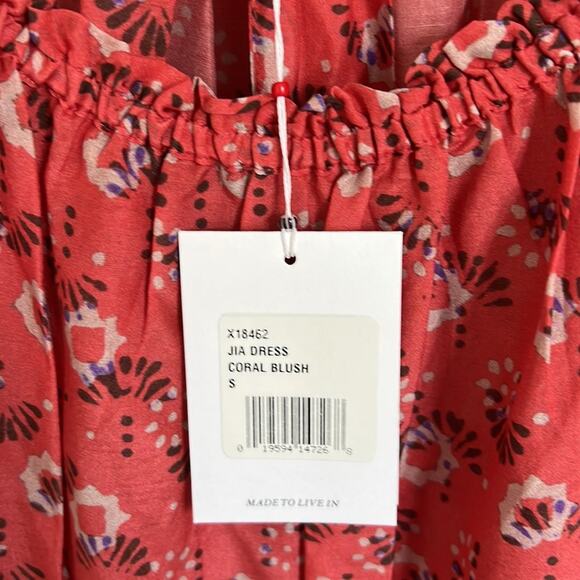 X18462
JIA DRESS
CORAL BLUSH
S
0 19594 14726 8
MADE TO LIVE IN